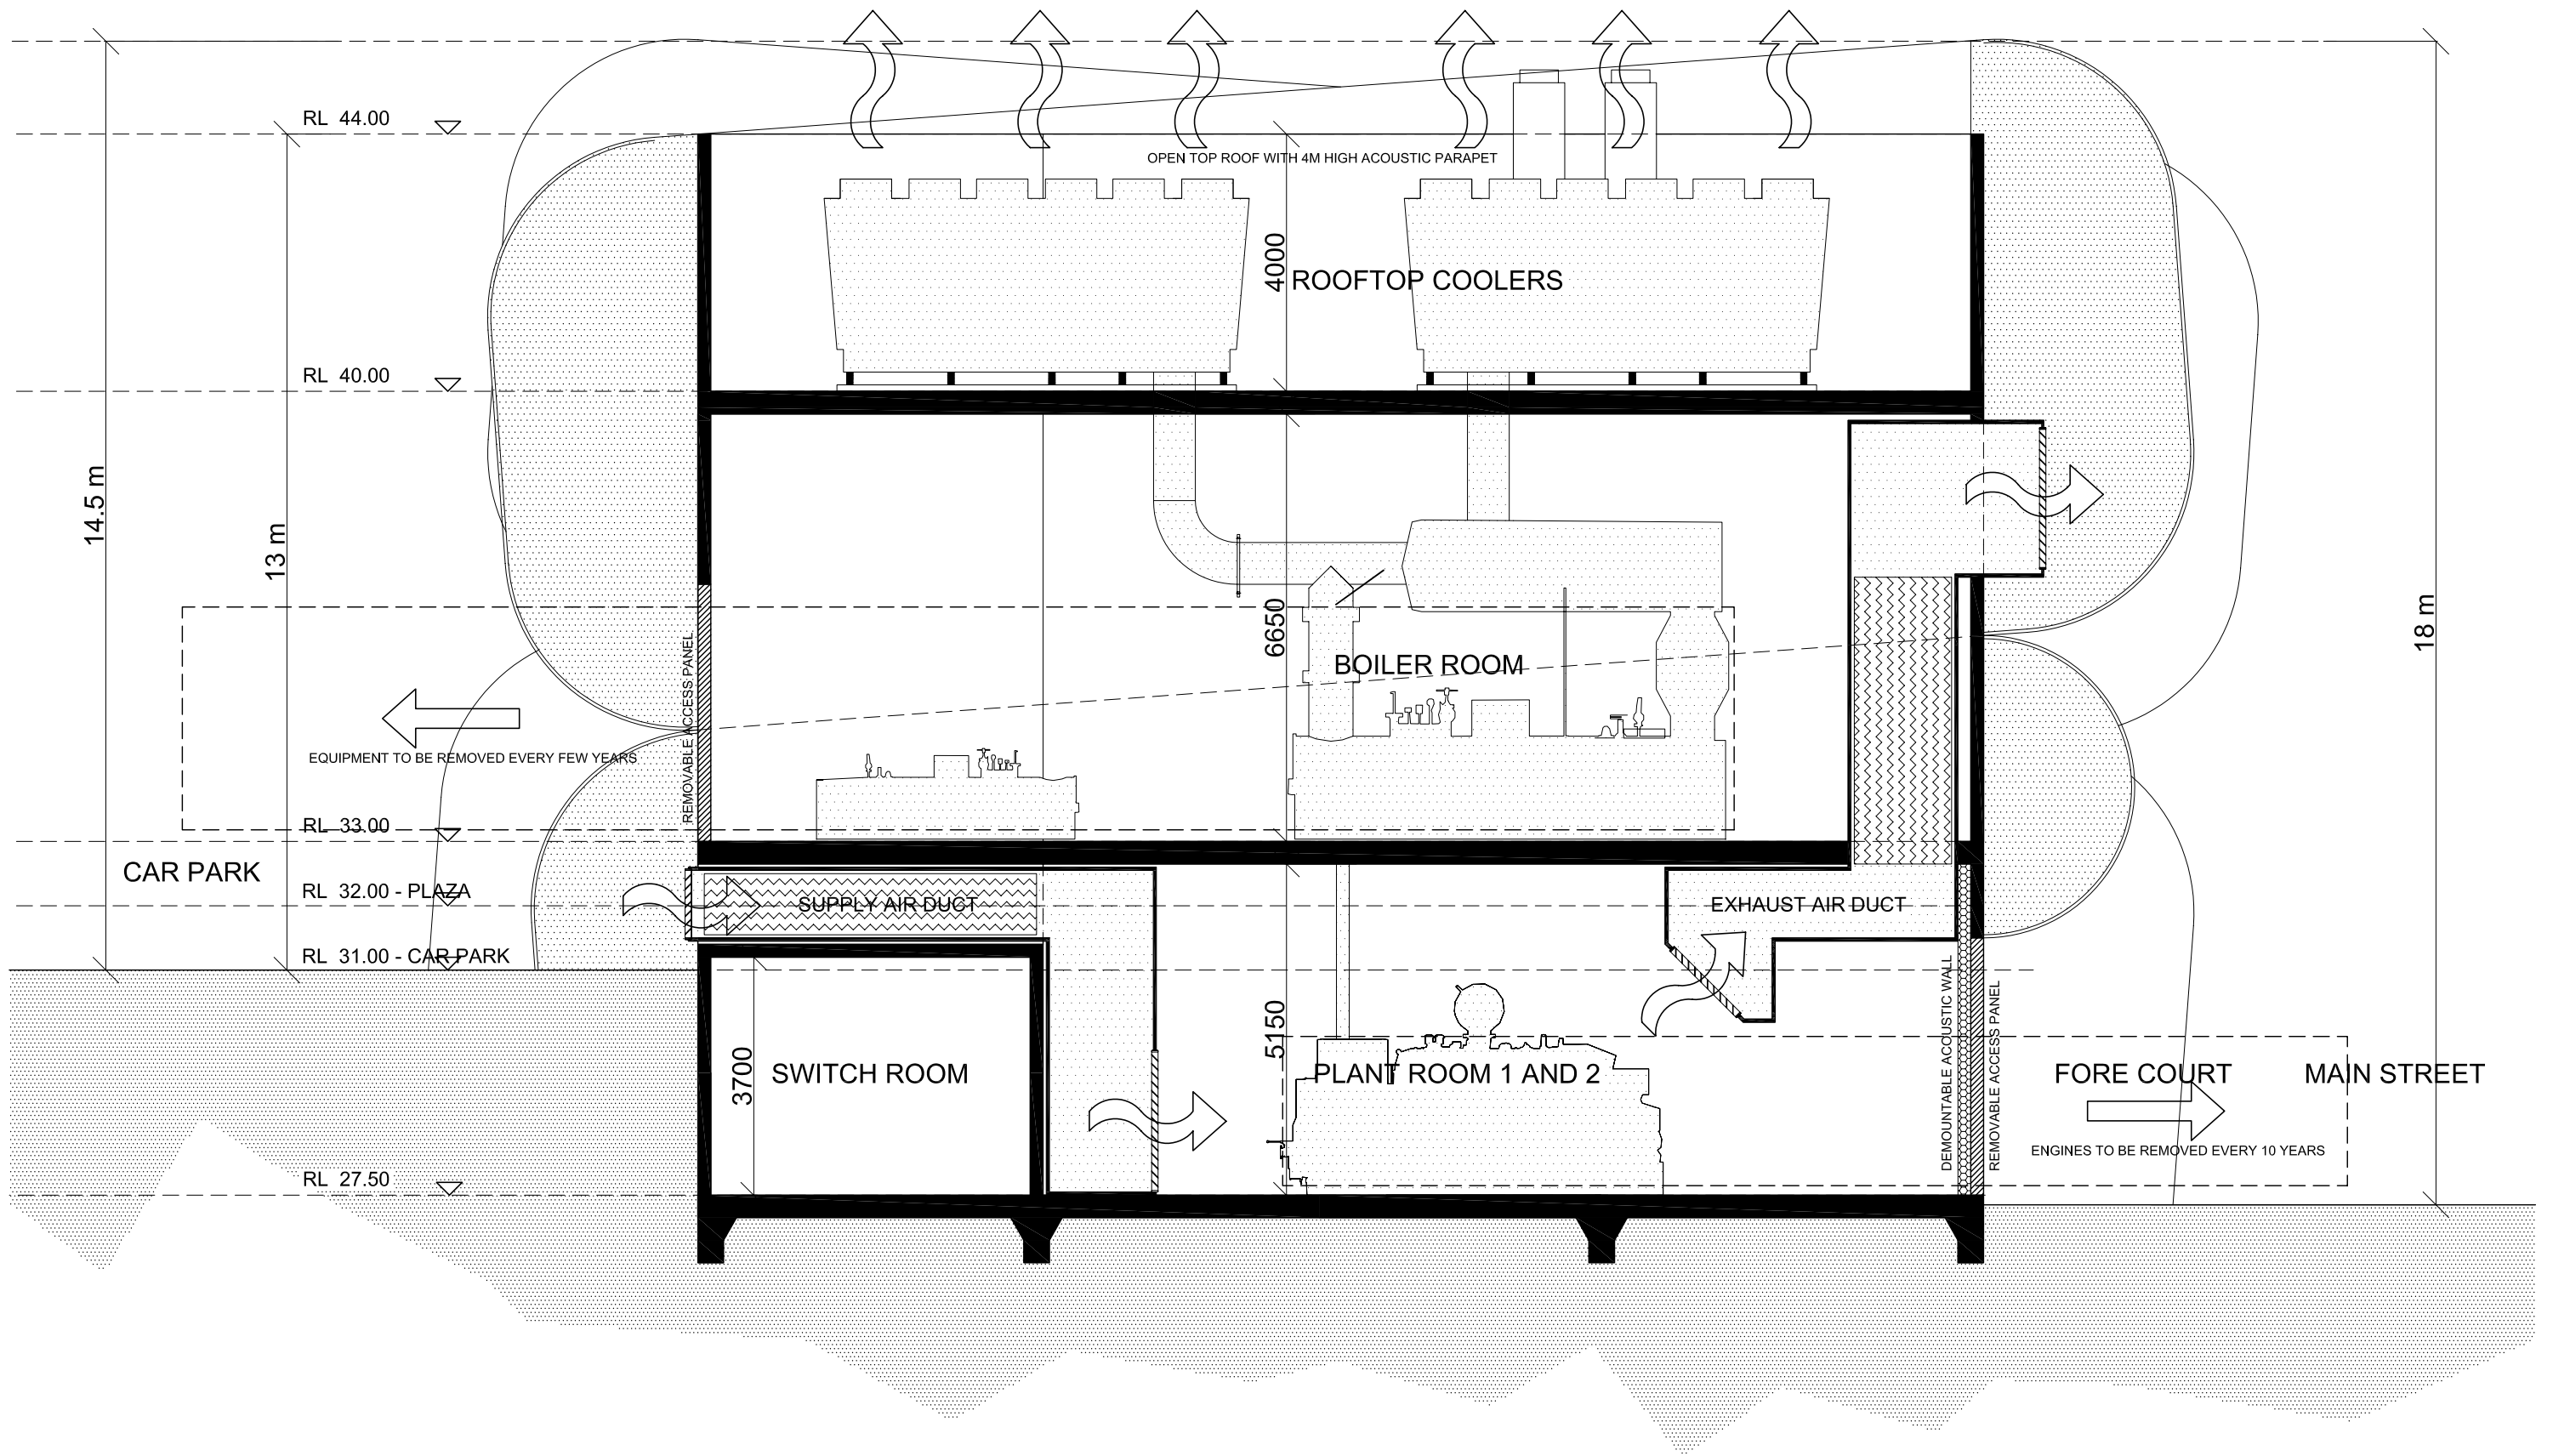 RL 44.00
OPEN TOP ROOF WITH 4M HIGH ACOUSTIC PARAPET
4000
ROOFTOP COOLERS
RL 40.00
14.5 m
13 m
6650
18 m
BOILER ROOM
REMOVABLE ACCESS PANEL
EQUIPMENT TO BE REMOVED EVERY FEW YEARS
RL 33.00
CAR PARK
RL 32.00 - PLAZA
SUPPLY AIR DUCT
EXHAUST AIR DUCT
RL 31.00 - CAR PARK
5150
3700
SWITCH ROOM
PLANT ROOM 1 AND 2
DEMOUNTABLE ACOUSTIC WALL
REMOVABLE ACCESS PANEL
FORE COURT
MAIN STREET
ENGINES TO BE REMOVED EVERY 10 YEARS
RL 27.50